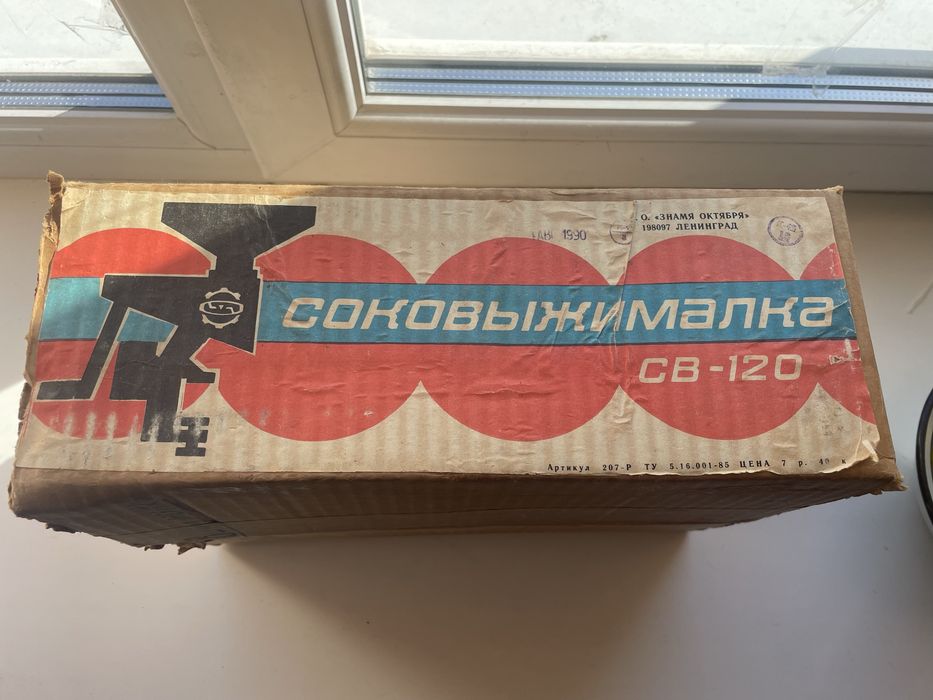 О. «ЗНАМЯ ОКТЯБРЯ»
198097 ЛЕНИНГРАД
1990
СОКОВЫЖИМАЛКА
СВ-120
Артикул 207-Р ТУ 5.16.001-85 ЦЕНА 7 р. 40 к